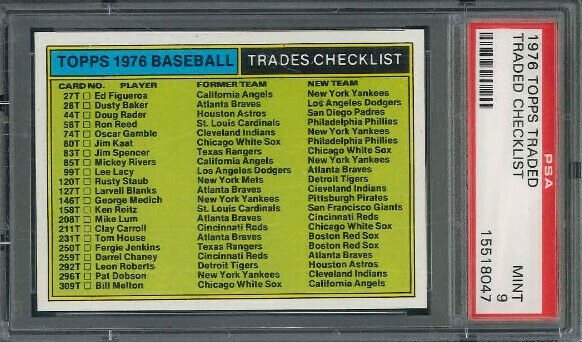 TOPPS 1976 BASEBALL TRADES CHECKLIST
CARD NO. PLAYER FORMER TEAM NEW TEAM
27T □ Ed Figueroa California Angels New York Yankees
28T □ Dusty Baker Atlanta Braves Los Angeles Dodgers
44T □ Doug Rader Houston Astros San Diego Padres
58T □ Ron Reed St. Louis Cardinals Philadelphia Phillies
74T □ Oscar Gamble Cleveland Indians New York Yankees
80T □ Jim Kaat Chicago White Sox Philadelphia Phillies
83T □ Jim Spencer Texas Rangers Chicago White Sox
85T □ Mickey Rivers California Angels New York Yankees
99T □ Lee Lacy Atlanta Braves
120T □ Rusty Staub New York Mets Detroit Tigers
127T □ Larvell Blanks Atlanta Braves Cleveland Indians
146T □ George Medich New York Yankees Pittsburgh Pirates
158T □ Ken Reitz St. Louis Cardinals San Francisco Giants
208T □ Mike Lum Atlanta Braves Cincinnati Reds
211T □ Clay Carroll Cincinnati Reds Chicago White Sox
231T □ Tom House Atlanta Braves Boston Red Sox
250T □ Fergie Jenkins Texas Rangers Boston Red Sox
259T □ Darrel Chaney Cincinnati Reds Atlanta Braves
292T □ Leon Roberts Detroit Tigers Houston Astros
296T □ Pat Dobson New York Yankees Cleveland Indians
309T □ Bill Melton Chicago White Sox California Angels
PSA
1976 TOPPS TRADED
TRADED CHECKLIST
MINT
9
15518047